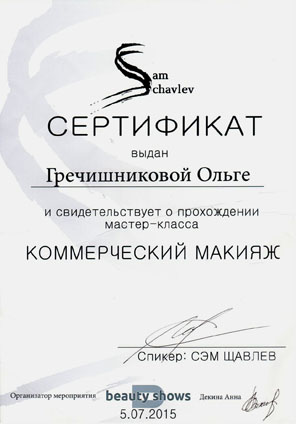 Sam
Schavlev
СЕРТИФИКАТ
выдан
Гречишниковой Ольге
и свидетельствует о прохождении
мастер-класса
КОММЕРЧЕСКИЙ МАКИЯЖ
Спикер: СЭМ ЩАВЛЕВ
Организатор мероприятия beauty shows Декина Анна
5.07.2015